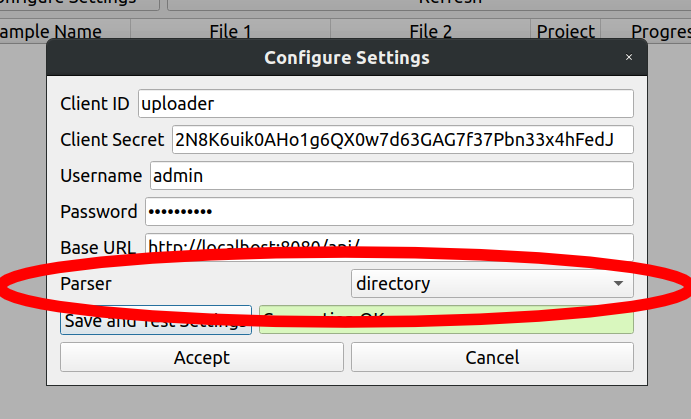 Settings
Refresh
ample Name File 1 File 2 Project Progres
Configure Settings ×
Client ID uploader
Client Secret 2N8K6uik0AHo1g6QX0w7d63GAG7f37Pbn33x4hFedJ
Username admin
Password ••••••••••
Base URL http://localhost:8080/api/
Parser directory
Save and Test Settings Connection OK
Accept Cancel